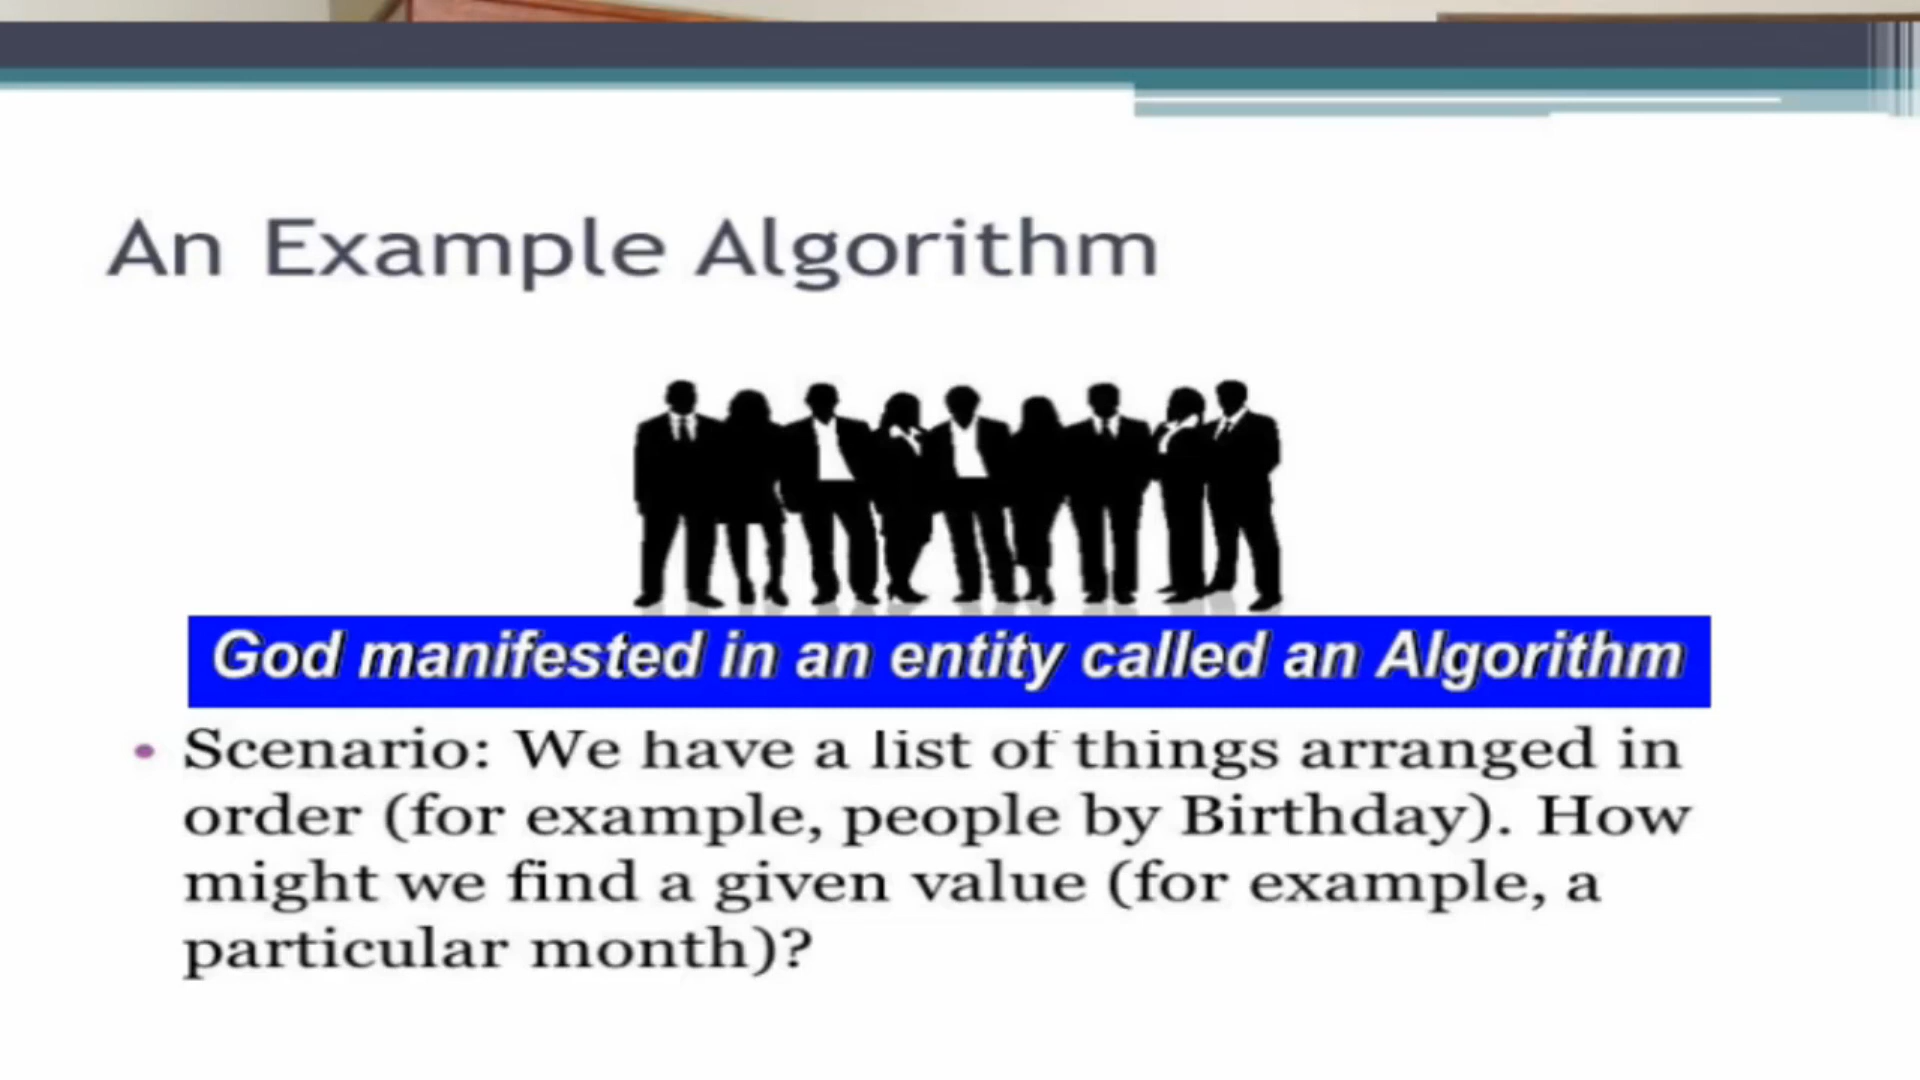 An Example Algorithm
God manifested in an entity called an Algorithm
• Scenario: We have a list of things arranged in
order (for example, people by Birthday). How
might we find a given value (for example, a
particular month)?